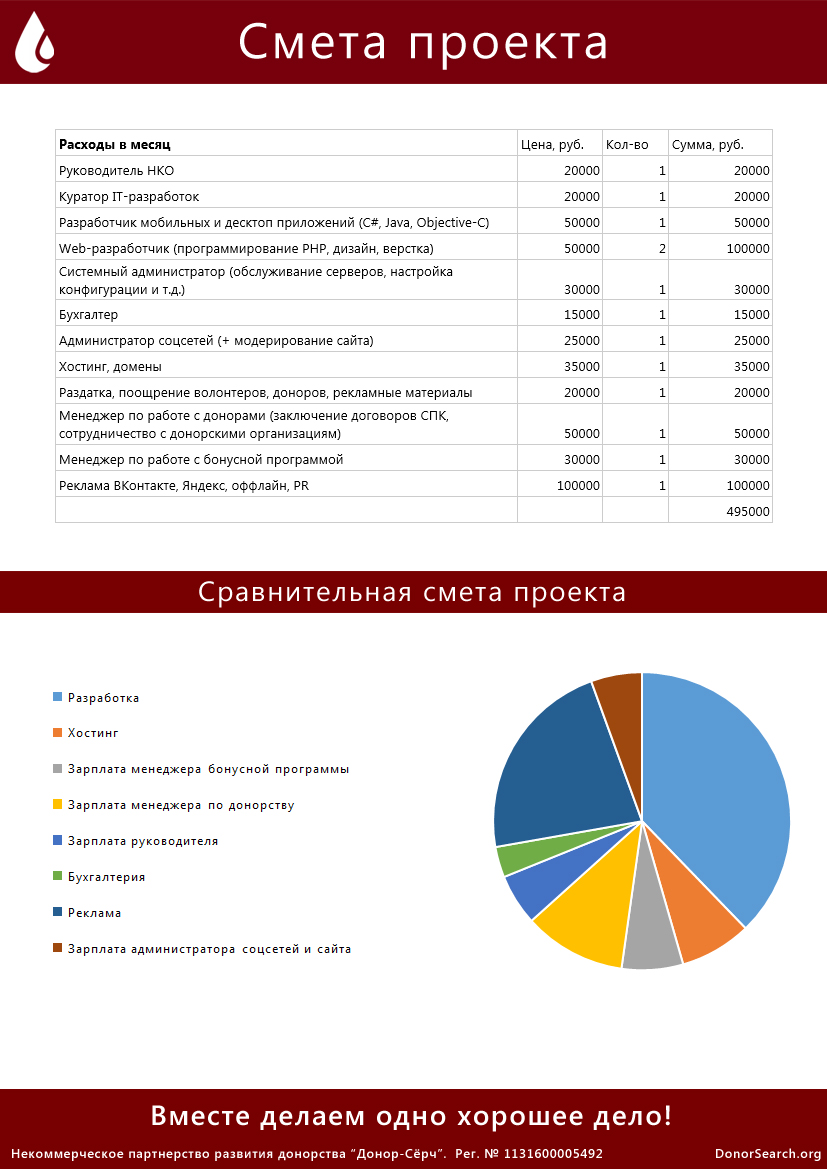 Смета проекта
Расходы в месяц Цена, руб. Кол-во Сумма, руб.
Руководитель НКО 20000 1 20000
Куратор IT-разработок 20000 1 20000
Разработчик мобильных и десктоп приложений (C#, Java, Objective-C) 50000 1 50000
Web-разработчик (программирование PHP, дизайн, верстка) 50000 2 100000
Системный администратор (обслуживание серверов, настройка
конфигурации и т.д.) 30000 1 30000
Бухгалтер 15000 1 15000
Администратор соцсетей (+ модерирование сайта) 25000 1 25000
Хостинг, домены 35000 1 35000
Раздатка, поощрение волонтеров, доноров, рекламные материалы 20000 1 20000
Менеджер по работе с донорами (заключение договоров СПК,
сотрудничество с донорскими организациям) 50000 1 50000
Менеджер по работе с бонусной программой 30000 1 30000
Реклама ВКонтакте, Яндекс, оффлайн, PR 100000 1 100000
495000
Сравнительная смета проекта
Разработка
Хостинг
Зарплата менеджера бонусной программы
Зарплата менеджера по донорству
Зарплата руководителя
Бухгалтерия
Реклама
Зарплата администратора соцсетей и сайта
Вместе делаем одно хорошее дело!
Некоммерческое партнерство развития донорства “Донор-Сёрч”. Рег. № 1131600005492 DonorSearch.org